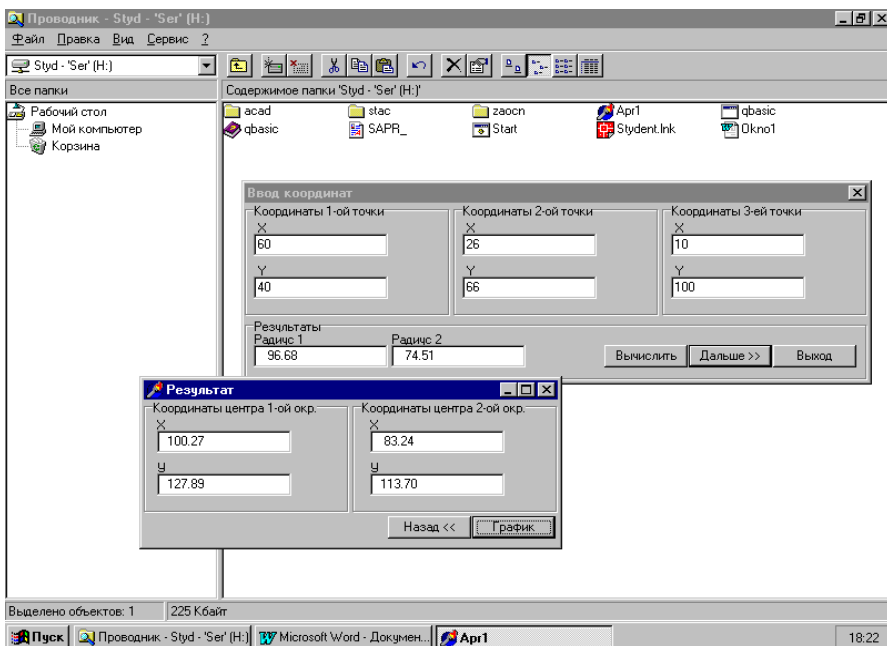 Проводник - Styd - 'Ser' (H:)
Файл Правка Вид Сервис ?
Styd - 'Ser' (H:)
Все папки
Содержимое папки 'Styd - 'Ser' (H:)'
Рабочий стол
Мой компьютер
Корзина
acad stac zaocn Apr1 qbasic
qbasic SAPR_ Start Stydent.lnk Okno1
Ввод координат
Координаты 1-ой точки Координаты 2-ой точки Координаты 3-ей точки
X X X
60 26 10
Y Y Y
40 66 100
Результаты
Радиус 1 Радиус 2
96.68 74.51 Вычислить Дальше >> Выход
Результат
Координаты центра 1-ой окр. Координаты центра 2-ой окр.
X X
100.27 83.24
У У
127.89 113.70
Назад << График
Выделено объектов: 1 225 Кбайт
Пуск Проводник - Styd - 'Ser' (H:) Microsoft Word - Докумен... Apr1 18:22